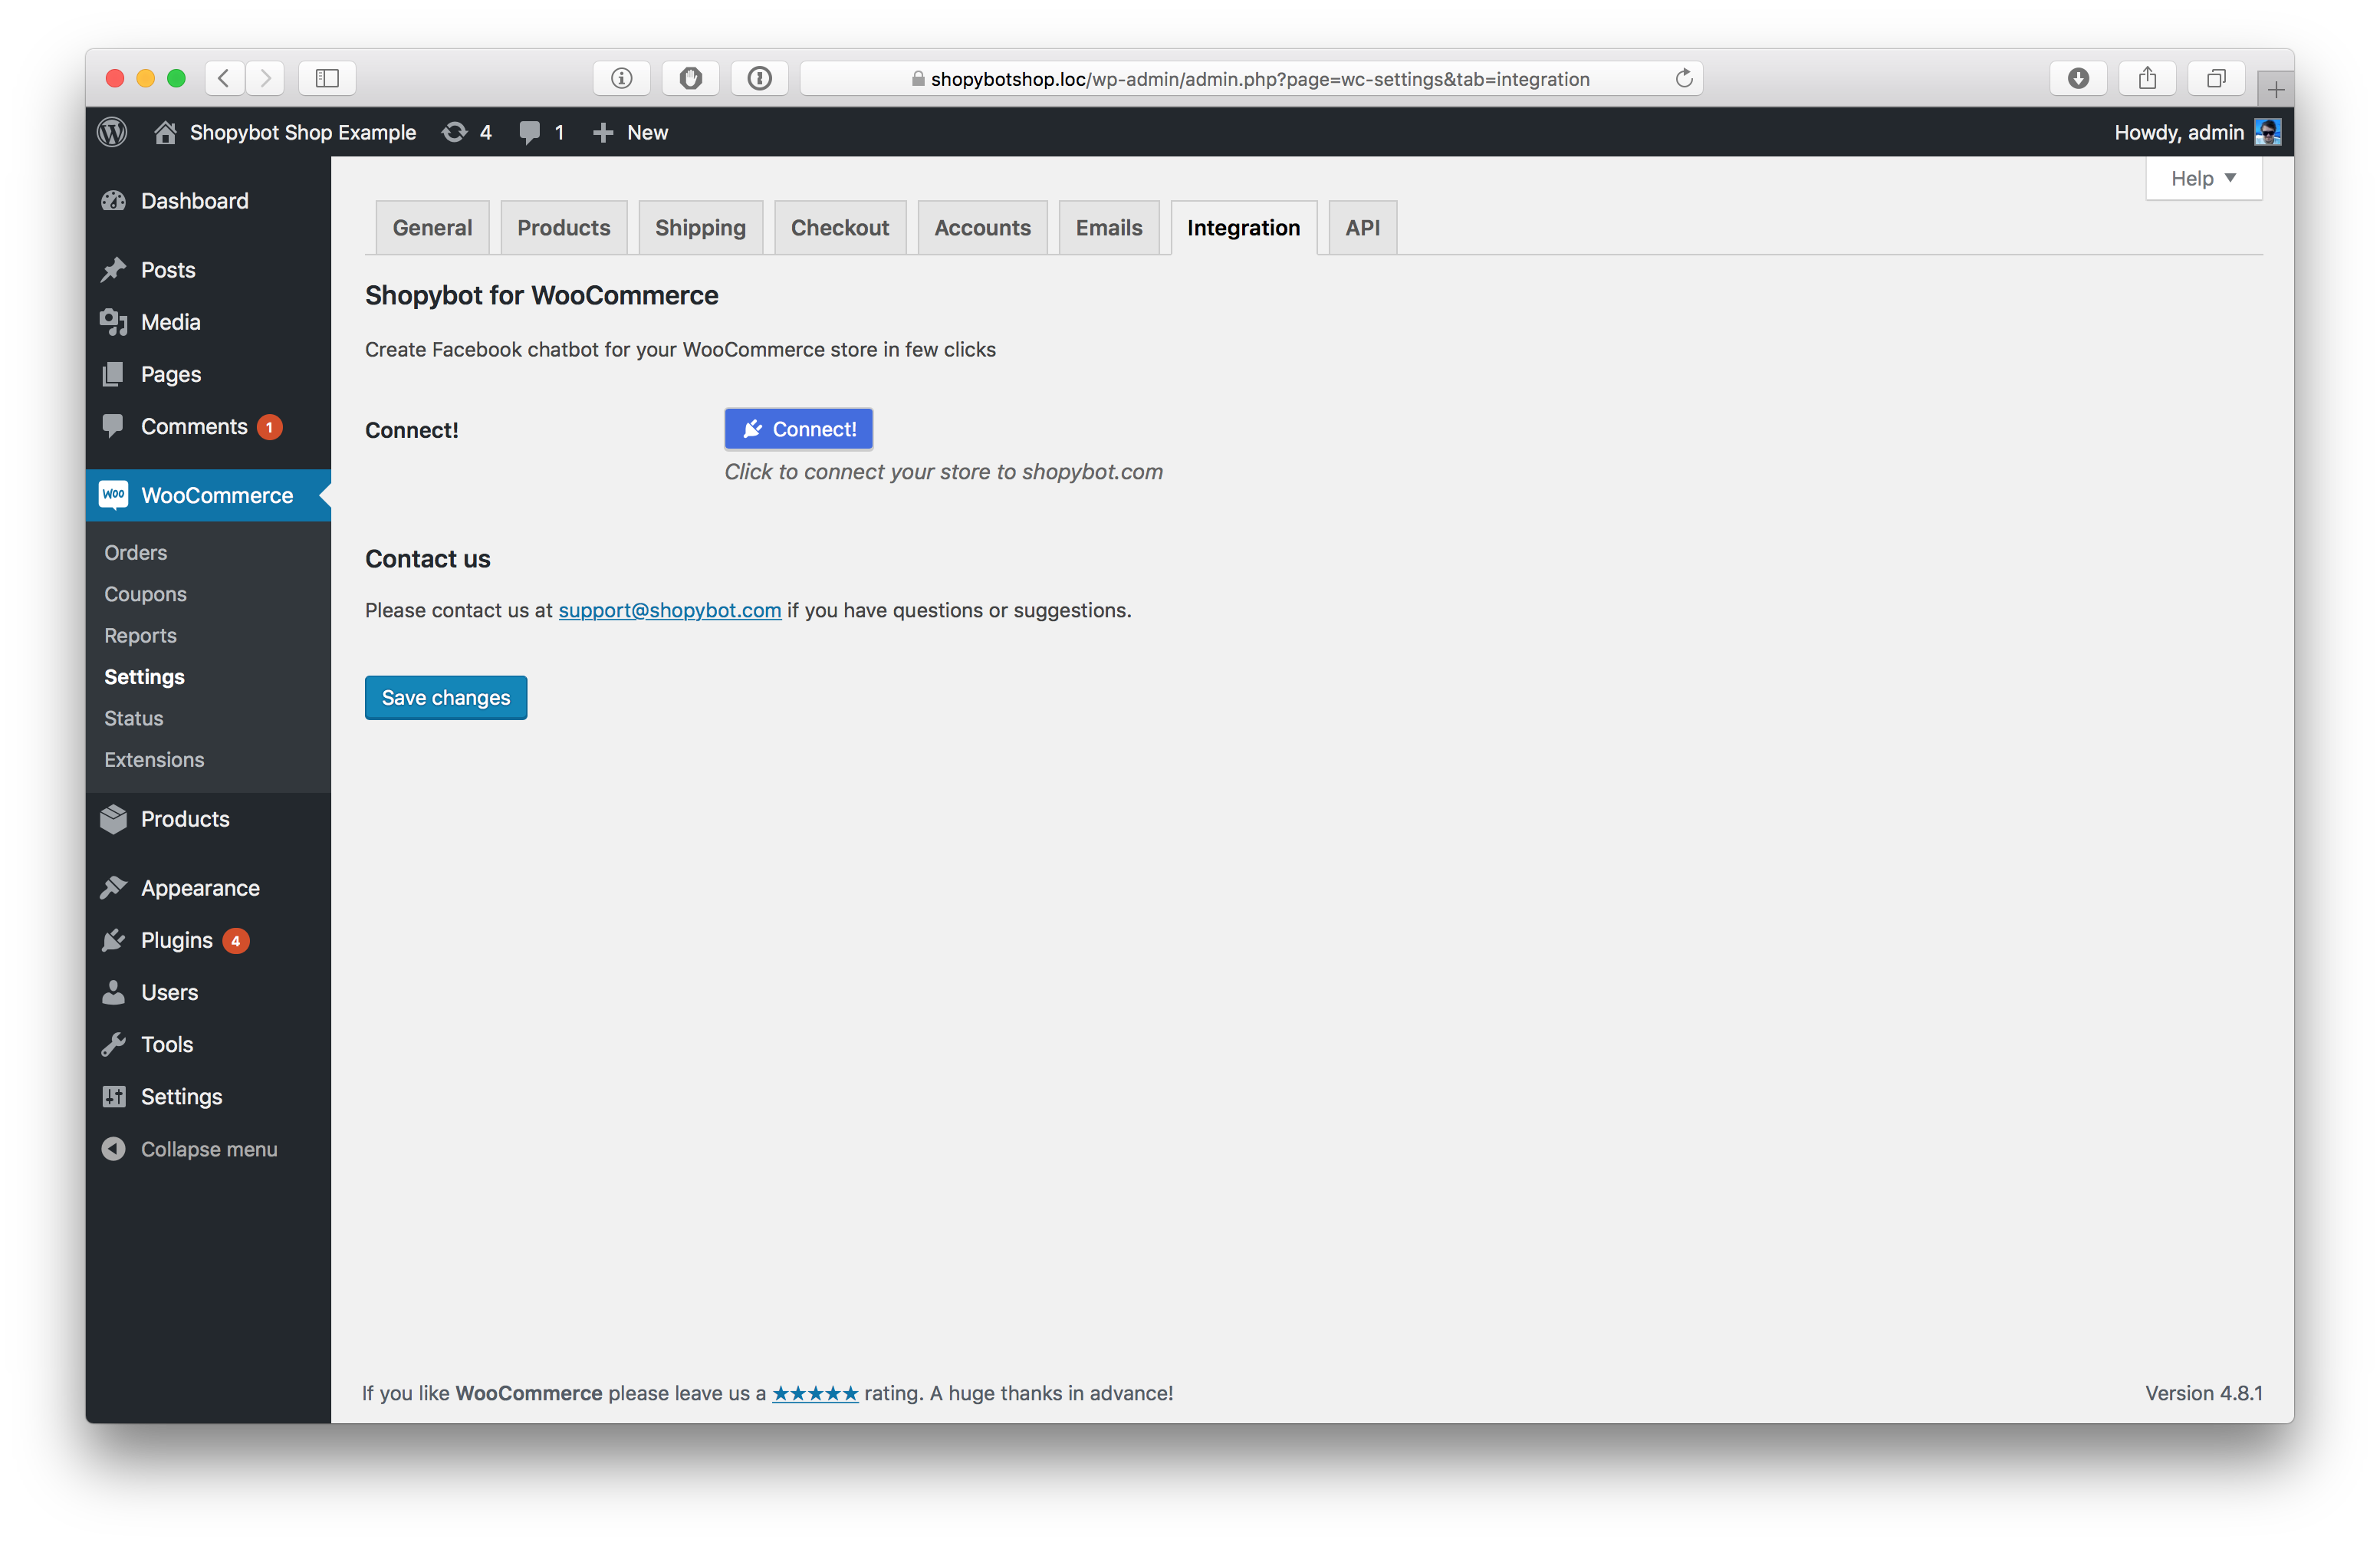 shopybotshop.loc/wp-admin/admin.php?page=wc-settings&tab=integration
Shopybot Shop Example 4 1 New Howdy, admin
Help
Dashboard
Posts
Media
Pages
Comments 1
Woo WooCommerce
Orders
Coupons
Reports
Settings
Status
Extensions
Products
Appearance
Plugins 4
Users
Tools
Settings
Collapse menu
General Products Shipping Checkout Accounts Emails Integration API
Shopybot for WooCommerce
Create Facebook chatbot for your WooCommerce store in few clicks
Connect! Connect!
Click to connect your store to shopybot.com
Contact us
Please contact us at support@shopybot.com if you have questions or suggestions.
Save changes
If you like WooCommerce please leave us a ★★★★★ rating. A huge thanks in advance! Version 4.8.1